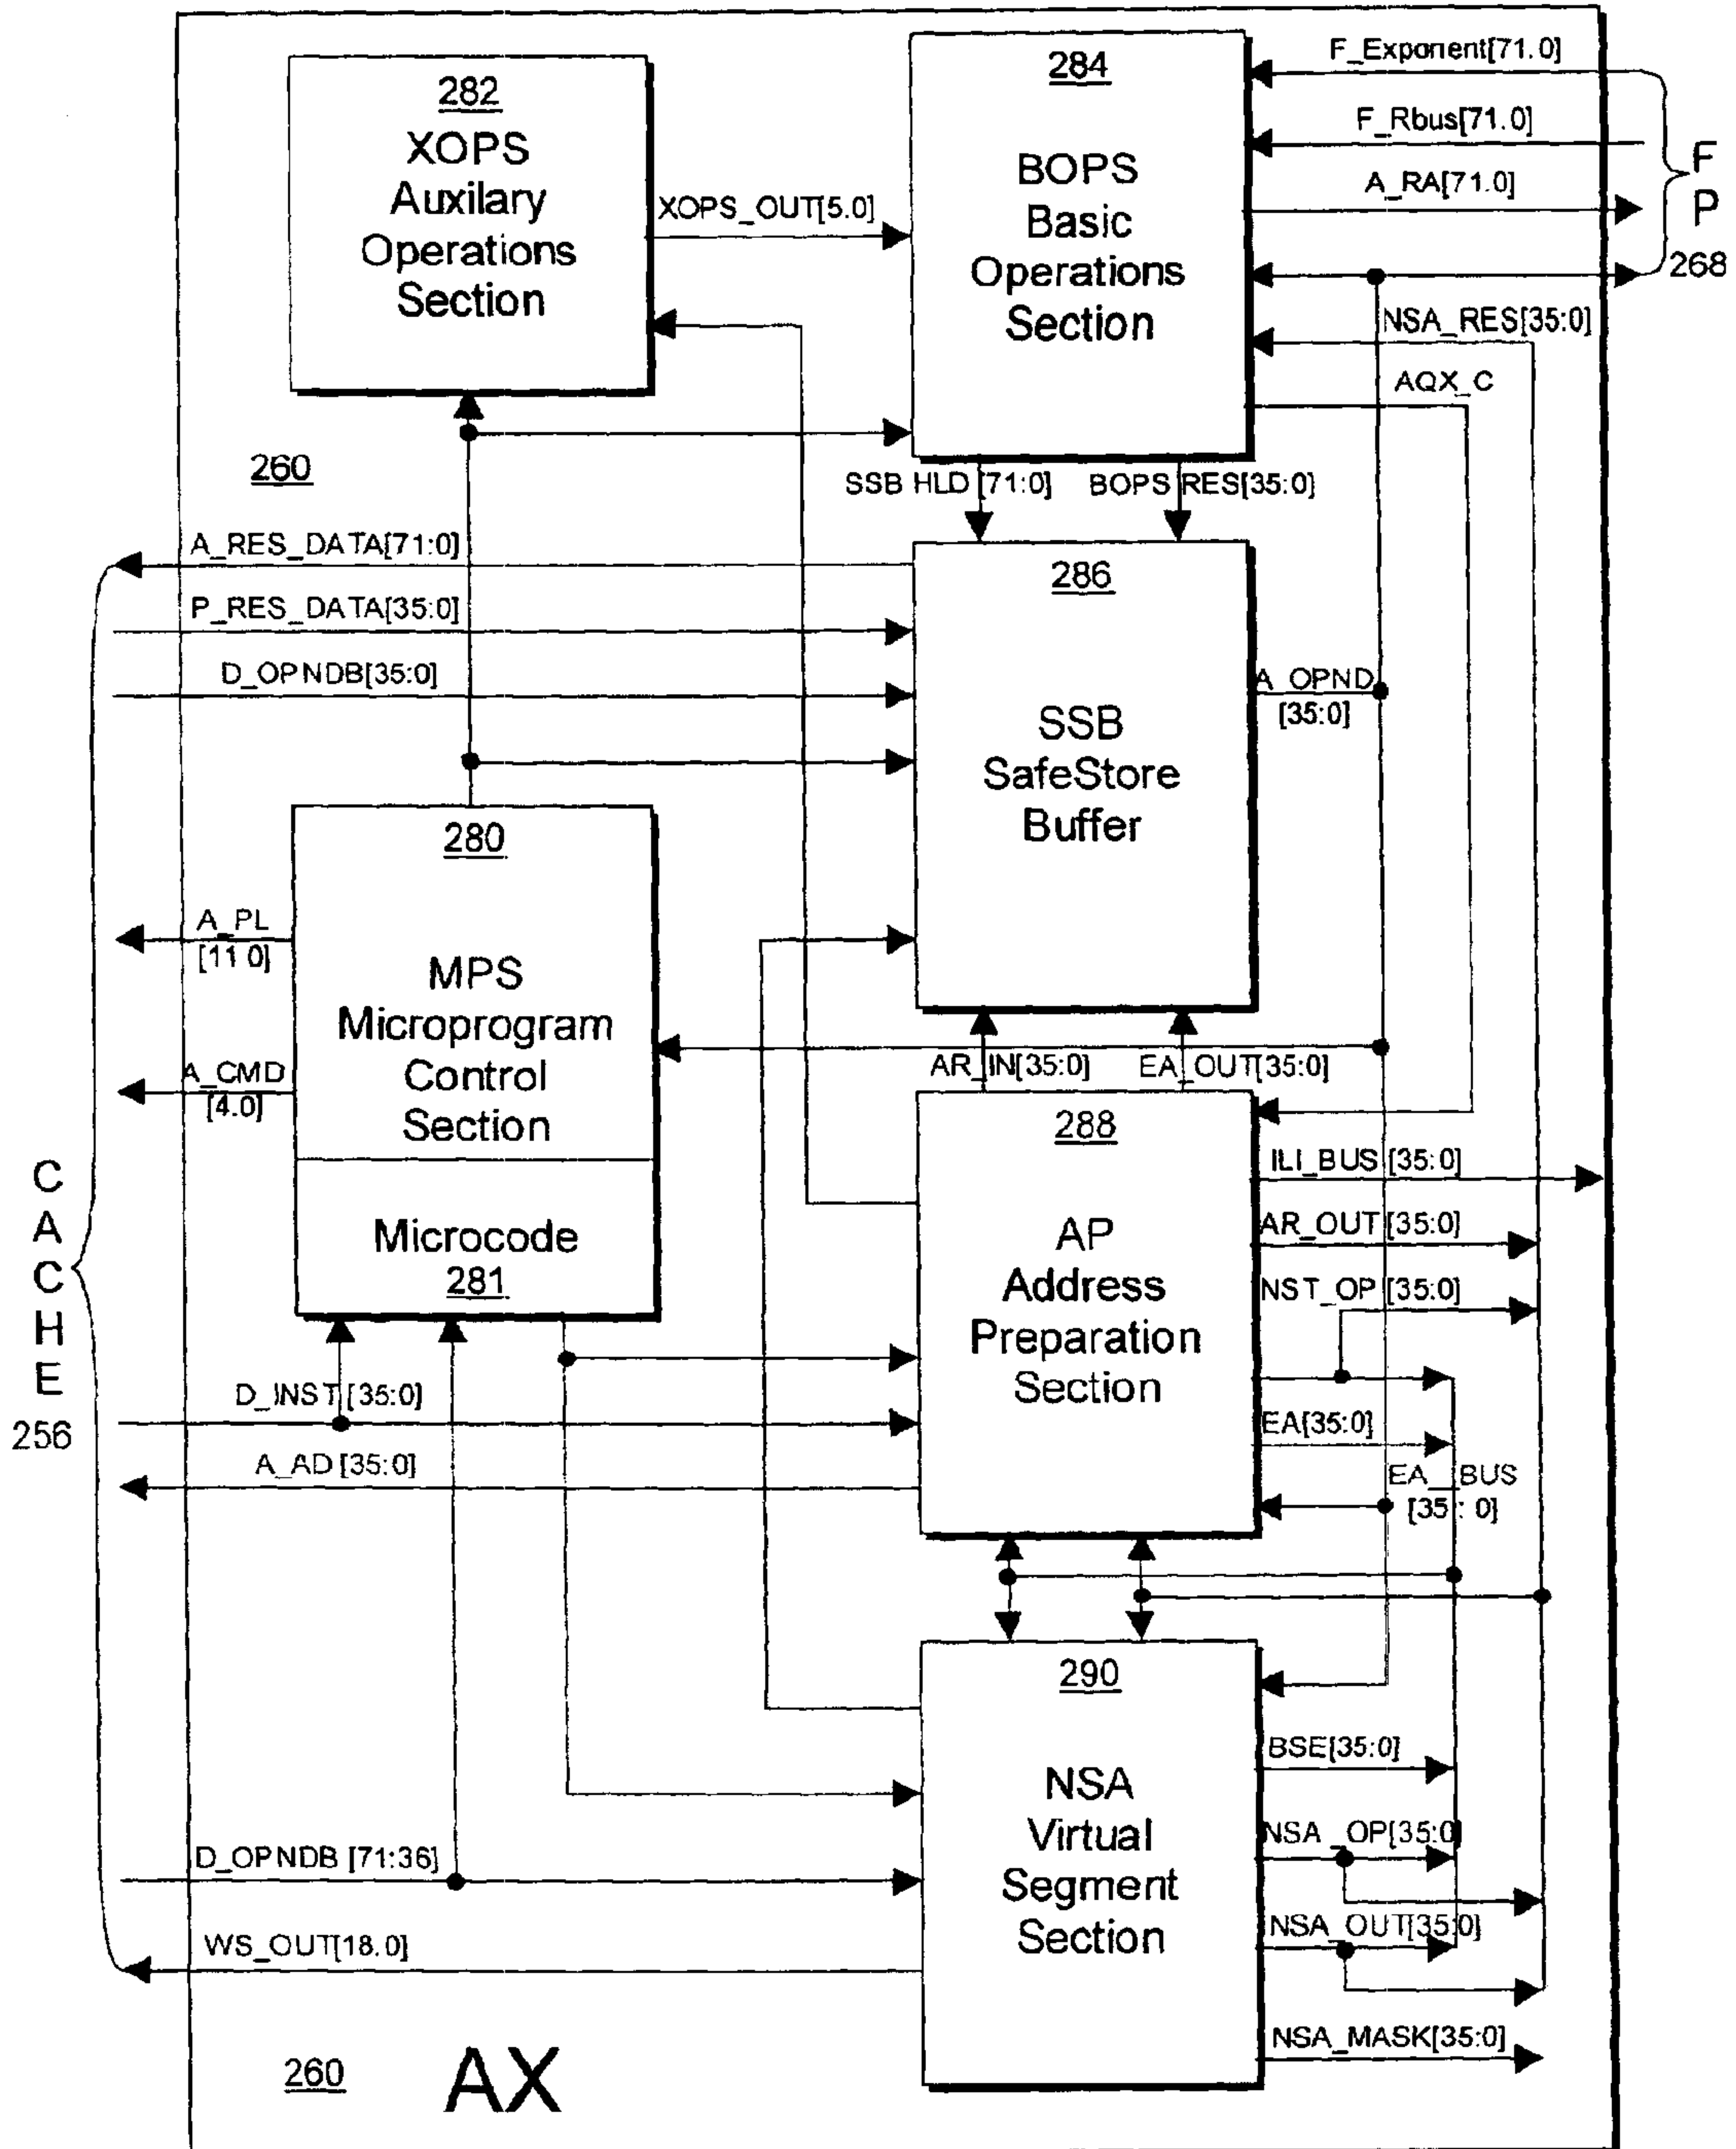 282
XOPS
Auxilary
Operations
Section
284
BOPS
Basic
Operations
Section
F_Exponent[71.0]
F_Rbus[71.0]
A_RA[71.0]
F
P
268
XOPS_OUT[5.0]
NSA_RES[35:0]
AQX_C
260
SSB HLD [71:0]
BOPS RES[35:0]
A_RES_DATA[71:0]
P_RES_DATA[35:0]
D_OPNDB[35:0]
286
SSB
SafeStore
Buffer
A_OPND
[35:0]
280
MPS
Microprogram
Control
Section
Microcode
281
A_PL
[11 0]
A_CMD
[4.0]
AR_IN[35:0]
EA_OUT[35:0]
288
AP
Address
Preparation
Section
ILI_BUS [35:0]
AR_OUT [35:0]
NST_OP [35:0]
EA[35:0]
EA_BUS
[35: 0]
C
A
C
H
E
256
D_INST [35:0]
A_AD [35:0]
290
NSA
Virtual
Segment
Section
BSE[35:0]
NSA_OP[35:0]
NSA_OUT[35:0]
NSA_MASK[35:0]
D_OPNDB [71:36]
WS_OUT[18.0]
260
AX